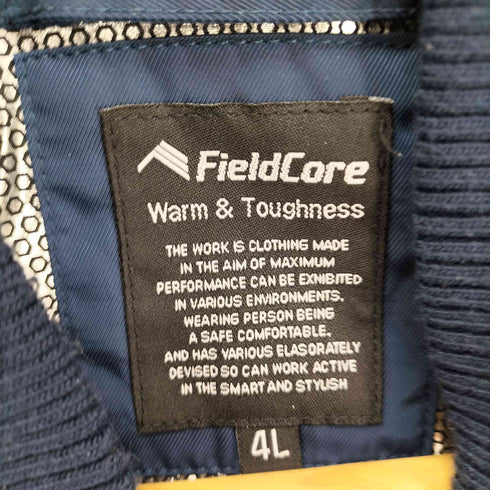 FieldCore
Warm & Toughness
THE WORK IS CLOTHING MADE
IN THE AIM OF MAXIMUM
PERFORMANCE CAN BE EXHIBITED
IN VARIOUS ENVIRONMENTS.
WEARING PERSON BEING
A SAFE COMFORTABLE.
AND HAS VARIOUS ELASORATELY
DEVISED SO CAN WORK ACTIVE
IN THE SMART AND STYLISH
4L